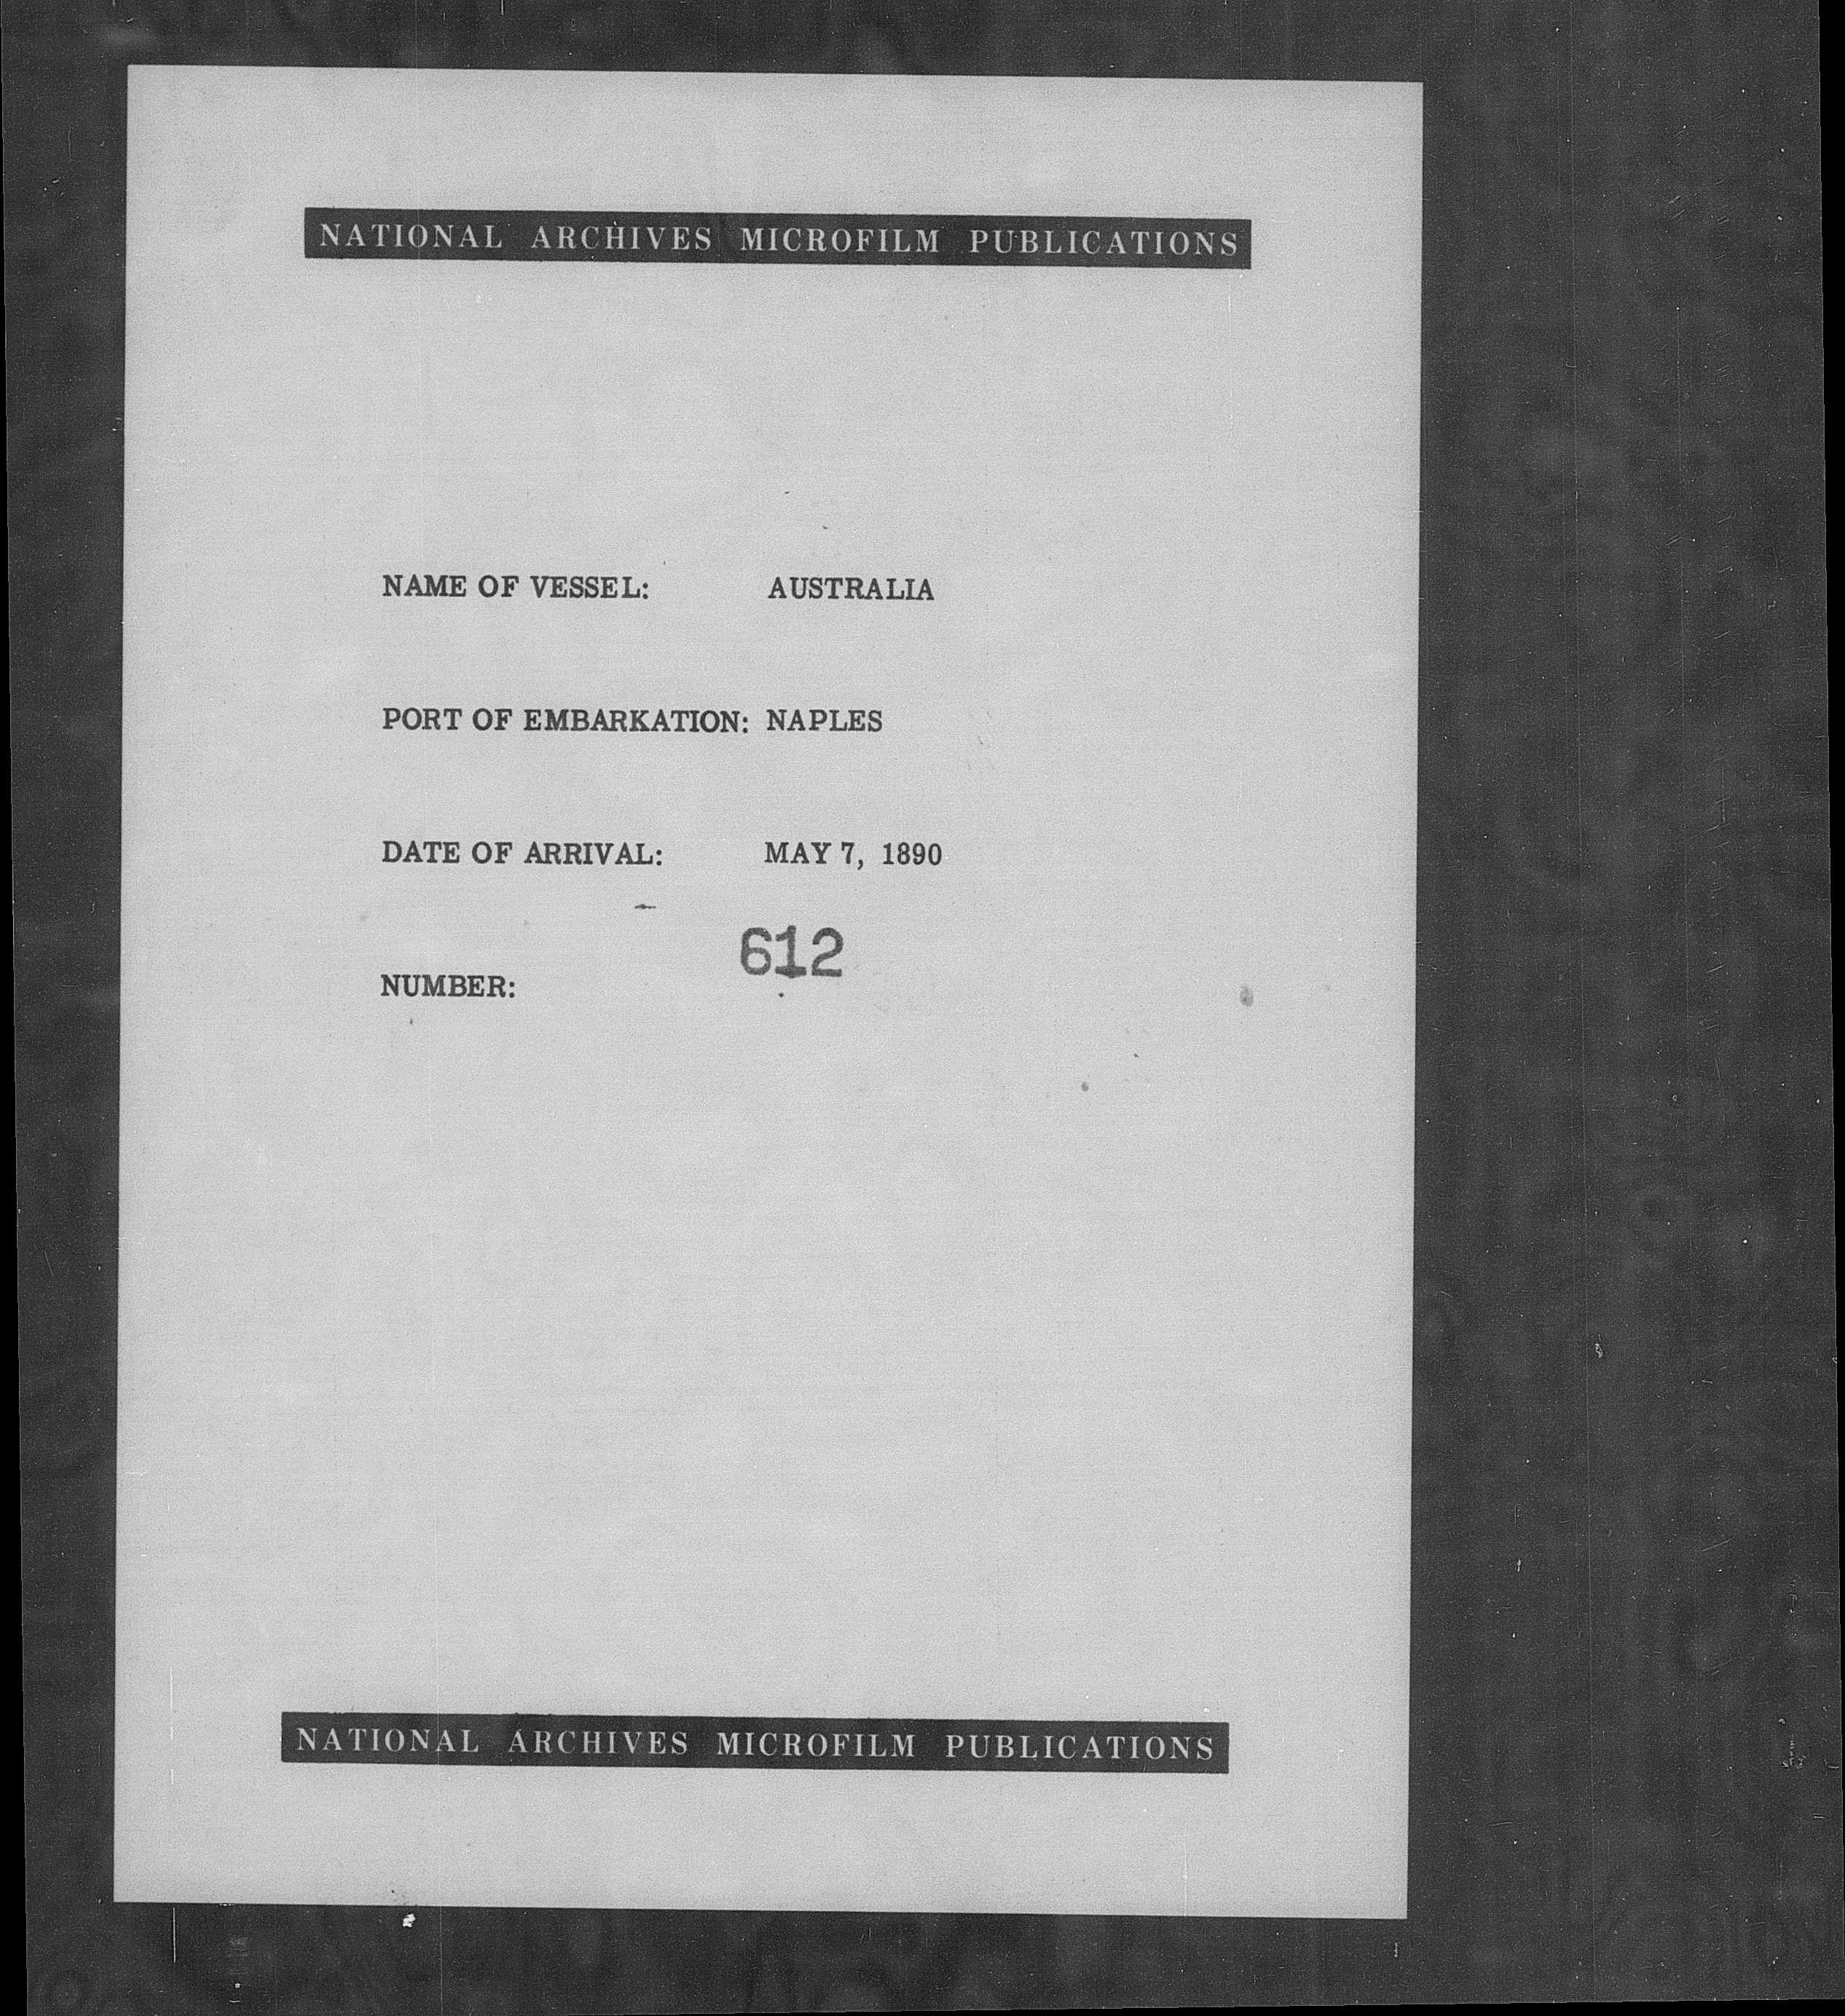 NATIONAL ARCHIVES MICROFILM PUBLICATIONS
NAME OF VESSEL: AUSTRALIA
PORT OF EMBARKATION: NAPLES
DATE OF ARRIVAL: MAY 7, 1890
NUMBER: 612
NATIONAL ARCHIVES MICROFILM PUBLICATIONS